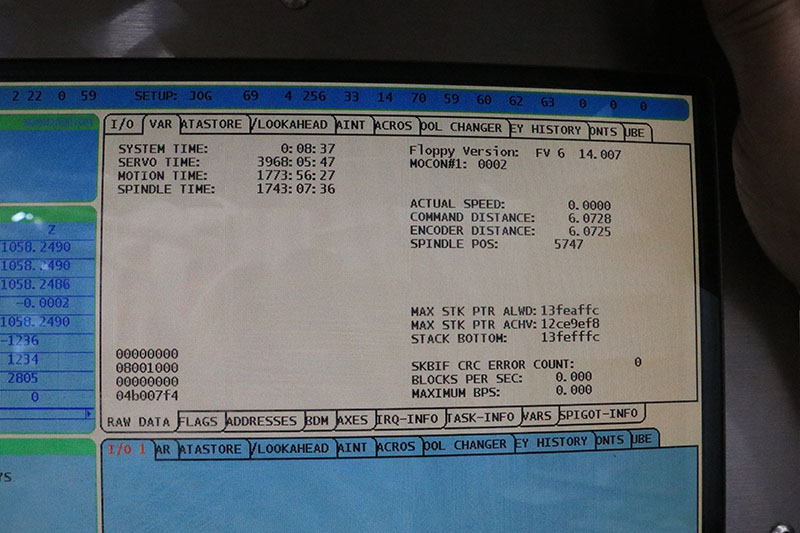 2 22 0 59 SETUP: JOG 69 4 256 33 14 70 59 60 62 63 0 0 0
I/O VAR ATASTORE /LOOKAHEAD AINT ACROS OOL CHANGER EY HISTORY ONTS UBE
SYSTEM TIME: 0:08:37
SERVO TIME: 3968:05:47
MOTION TIME: 1773:56:27
SPINDLE TIME: 1743:07:36
Floppy Version: FV 6 14.007
MOCON#1: 0002
ACTUAL SPEED: 0.0000
COMMAND DISTANCE: 6.0728
ENCODER DISTANCE: 6.0725
SPINDLE POS: 5747
MAX STK PTR ALWD: 13feaffc
MAX STK PTR ACHV: 12ce9ef8
STACK BOTTOM: 13fefffc
SKBIF CRC ERROR COUNT: 0
BLOCKS PER SEC: 0.000
MAXIMUM BPS: 0.000
00000000
08001000
00000000
04b007f4
RAW DATA FLAGS ADDRESSES BDM AXES IRQ-INFO TASK-INFO VARS SPIGOT-INFO
I/O 1 AR ATASTORE /LOOKAHEAD AINT ACROS OOL CHANGER EY HISTORY ONTS UBE
Z
1058.2490
.2490
1058.2486
-0.0002
1058.2490
-1236
1234
2805
0
YS